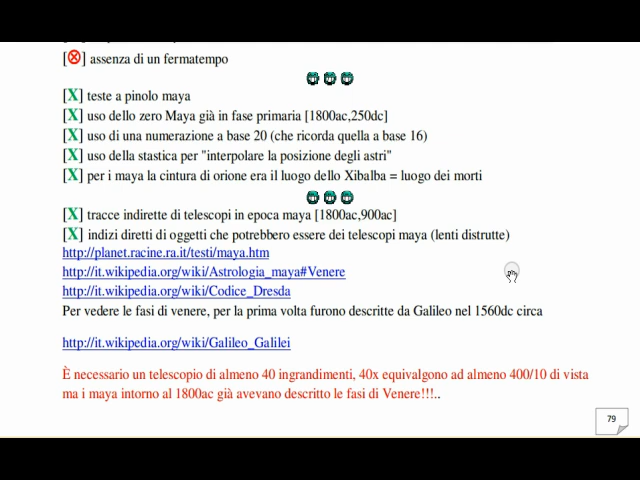 [⊗] assenza di un fermatempo
[X] teste a pinolo maya
[X] uso dello zero Maya già in fase primaria [1800ac,250dc]
[X] uso di una numerazione a base 20 (che ricorda quella a base 16)
[X] uso della stastica per "interpolare la posizione degli astri"
[X] per i maya la cintura di orione era il luogo dello Xibalba = luogo dei morti
[X] tracce indirette di telescopi in epoca maya [1800ac,900ac]
[X] indizi diretti di oggetti che potrebbero essere dei telescopi maya (lenti distrutte)
http://planet.racine.ra.it/testi/maya.htm
http://it.wikipedia.org/wiki/Astrologia_maya#Venere
http://it.wikipedia.org/wiki/Codice_Dresda
Per vedere le fasi di venere, per la prima volta furono descritte da Galileo nel 1560dc circa
http://it.wikipedia.org/wiki/Galileo_Galilei
È necessario un telescopio di almeno 40 ingrandimenti, 40x equivalgono ad almeno 400/10 di vista
ma i maya intorno al 1800ac già avevano descritto le fasi di Venere!!!..
79